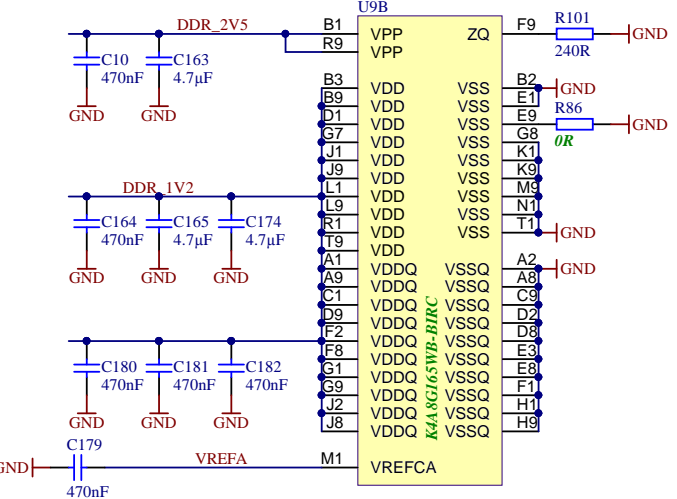 U9B
DDR_2V5 B1 VPP ZQ F9 R101 GND
R9 VPP 240R
C10 C163
470nF 4.7µF
GND GND
B3 VDD VSS B2 GND
B9 VDD VSS E1
D1 VDD VSS E9 R86 GND
G7 VDD VSS G8 0R
J1 VDD VSS K1
J9 VDD VSS K9
DDR_1V2 L1 VDD VSS M9
L9 VDD VSS N1
R1 VDD VSS T1 GND
T9 VDD
C164 C165 C174
470nF 4.7µF 4.7µF
GND GND GND
A1 VDDQ VSSQ A2 GND
A9 VDDQ VSSQ A8
C1 VDDQ VSSQ C9
D9 VDDQ VSSQ D2
F2 VDDQ VSSQ D8
F8 VDDQ VSSQ E3
G1 VDDQ VSSQ E8
G9 VDDQ VSSQ F1
J2 VDDQ VSSQ H1
J8 VDDQ VSSQ H9
K4A8G165WB-BIRC
C180 C181 C182
470nF 470nF 470nF
GND GND GND
C179
GND VREFA M1 VREFCA
470nF